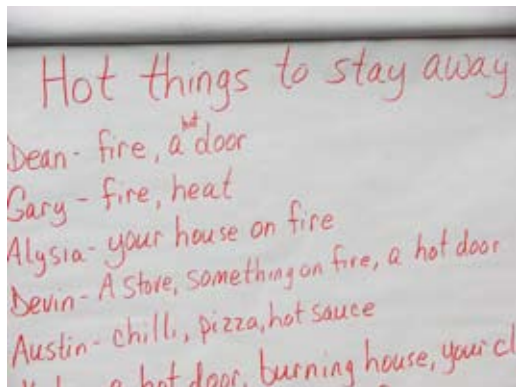 Hot things to stay away
Dean - fire, a hot door
Gary - fire, heat
Alysia - your house on fire
Devin - A stove, something on fire, a hot door
Austin - chilli, pizza, hot sauce
a hot door, burning house, your